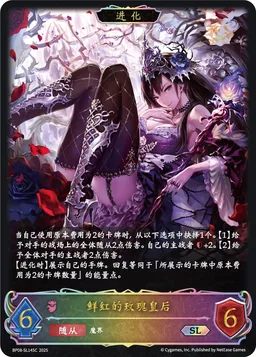 进化
当自己使用原本费用为2的卡牌时,从以下选项中抉择1个。【1】给
予对手的战场上的全体随从2点伤害。自己的主战者+2。【2】给
予全体对手的主战者2点伤害。
【进化时】展示自己的手牌。回复等同于「所展示的卡牌中原本费用
为2的卡牌数量」的能量点。
鲜红的玫瑰皇后
6
随从 魔界
SL
6
BP08-SL14SC 2025
© Cygames, Inc. Published by NetEase Games